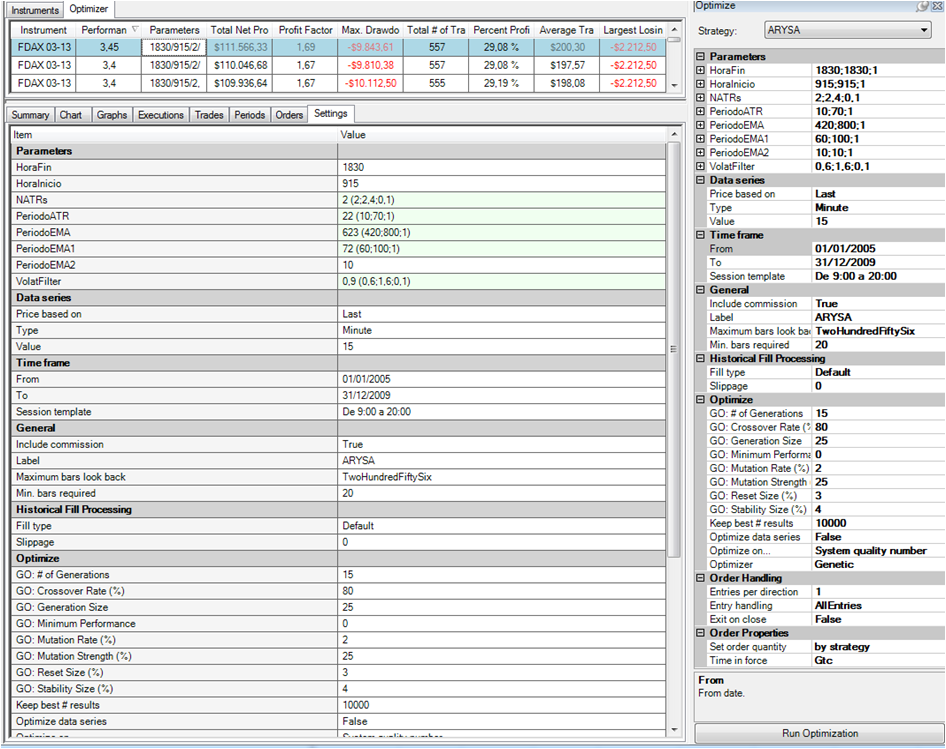 Instruments Optimizer
Instrument Performan Parameters Total Net Pro Profit Factor Max. Drawdo Total # of Tra Percent Profi Average Tra Largest Losin
FDAX 03-13 3,45 1830/915/2/ $111.566,33 1,69 -$9.843,61 557 29,08 % $200,30 -$2.212,50
FDAX 03-13 3,4 1830/915/2/ $110.046,68 1,67 -$9.810,38 557 29,08 % $197,57 -$2.212,50
FDAX 03-13 3,4 1830/915/2, $109.936,64 1,67 -$10.112,50 555 29,19 % $198,08 -$2.212,50
Summary Chart Graphs Executions Trades Periods Orders Settings
Item Value
Parameters
HoraFin 1830
HoraInicio 915
NATRs 2 (2;2,4;0,1)
PeriodoATR 22 (10;70;1)
PeriodoEMA 623 (420;800;1)
PeriodoEMA1 72 (60;100;1)
PeriodoEMA2 10
VolatFilter 0,9 (0,6;1,6;0,1)
Data series
Price based on Last
Type Minute
Value 15
Time frame
From 01/01/2005
To 31/12/2009
Session template De 9:00 a 20:00
General
Include commission True
Label ARYSA
Maximum bars look back TwoHundredFiftySix
Min. bars required 20
Historical Fill Processing
Fill type Default
Slippage 0
Optimize
GO: # of Generations 15
GO: Crossover Rate (%) 80
GO: Generation Size 25
GO: Minimum Performance 0
GO: Mutation Rate (%) 2
GO: Mutation Strength (%) 25
GO: Reset Size (%) 3
GO: Stability Size (%) 4
Keep best # results 10000
Optimize data series False
Optimize on... System quality number
Optimize
Strategy: ARYSA
Parameters
HoraFin 1830;1830;1
HoraInicio 915;915;1
NATRs 2;2,4;0,1
PeriodoATR 10;70;1
PeriodoEMA 420;800;1
PeriodoEMA1 60;100;1
PeriodoEMA2 10;10;1
VolatFilter 0,6;1,6;0,1
Data series
Price based on Last
Type Minute
Value 15
Time frame
From 01/01/2005
To 31/12/2009
Session template De 9:00 a 20:00
General
Include commission True
Label ARYSA
Maximum bars look bac TwoHundredFiftySix
Min. bars required 20
Historical Fill Processing
Fill type Default
Slippage 0
Optimize
GO: # of Generations 15
GO: Crossover Rate (% 80
GO: Generation Size 25
GO: Minimum Performa 0
GO: Mutation Rate (%) 2
GO: Mutation Strength 25
GO: Reset Size (%) 3
GO: Stability Size (%) 4
Keep best # results 10000
Optimize data series False
Optimize on... System quality number
Optimizer Genetic
Order Handling
Entries per direction 1
Entry handling AllEntries
Exit on close False
Order Properties
Set order quantity by strategy
Time in force Gtc
From
From date.
Run Optimization